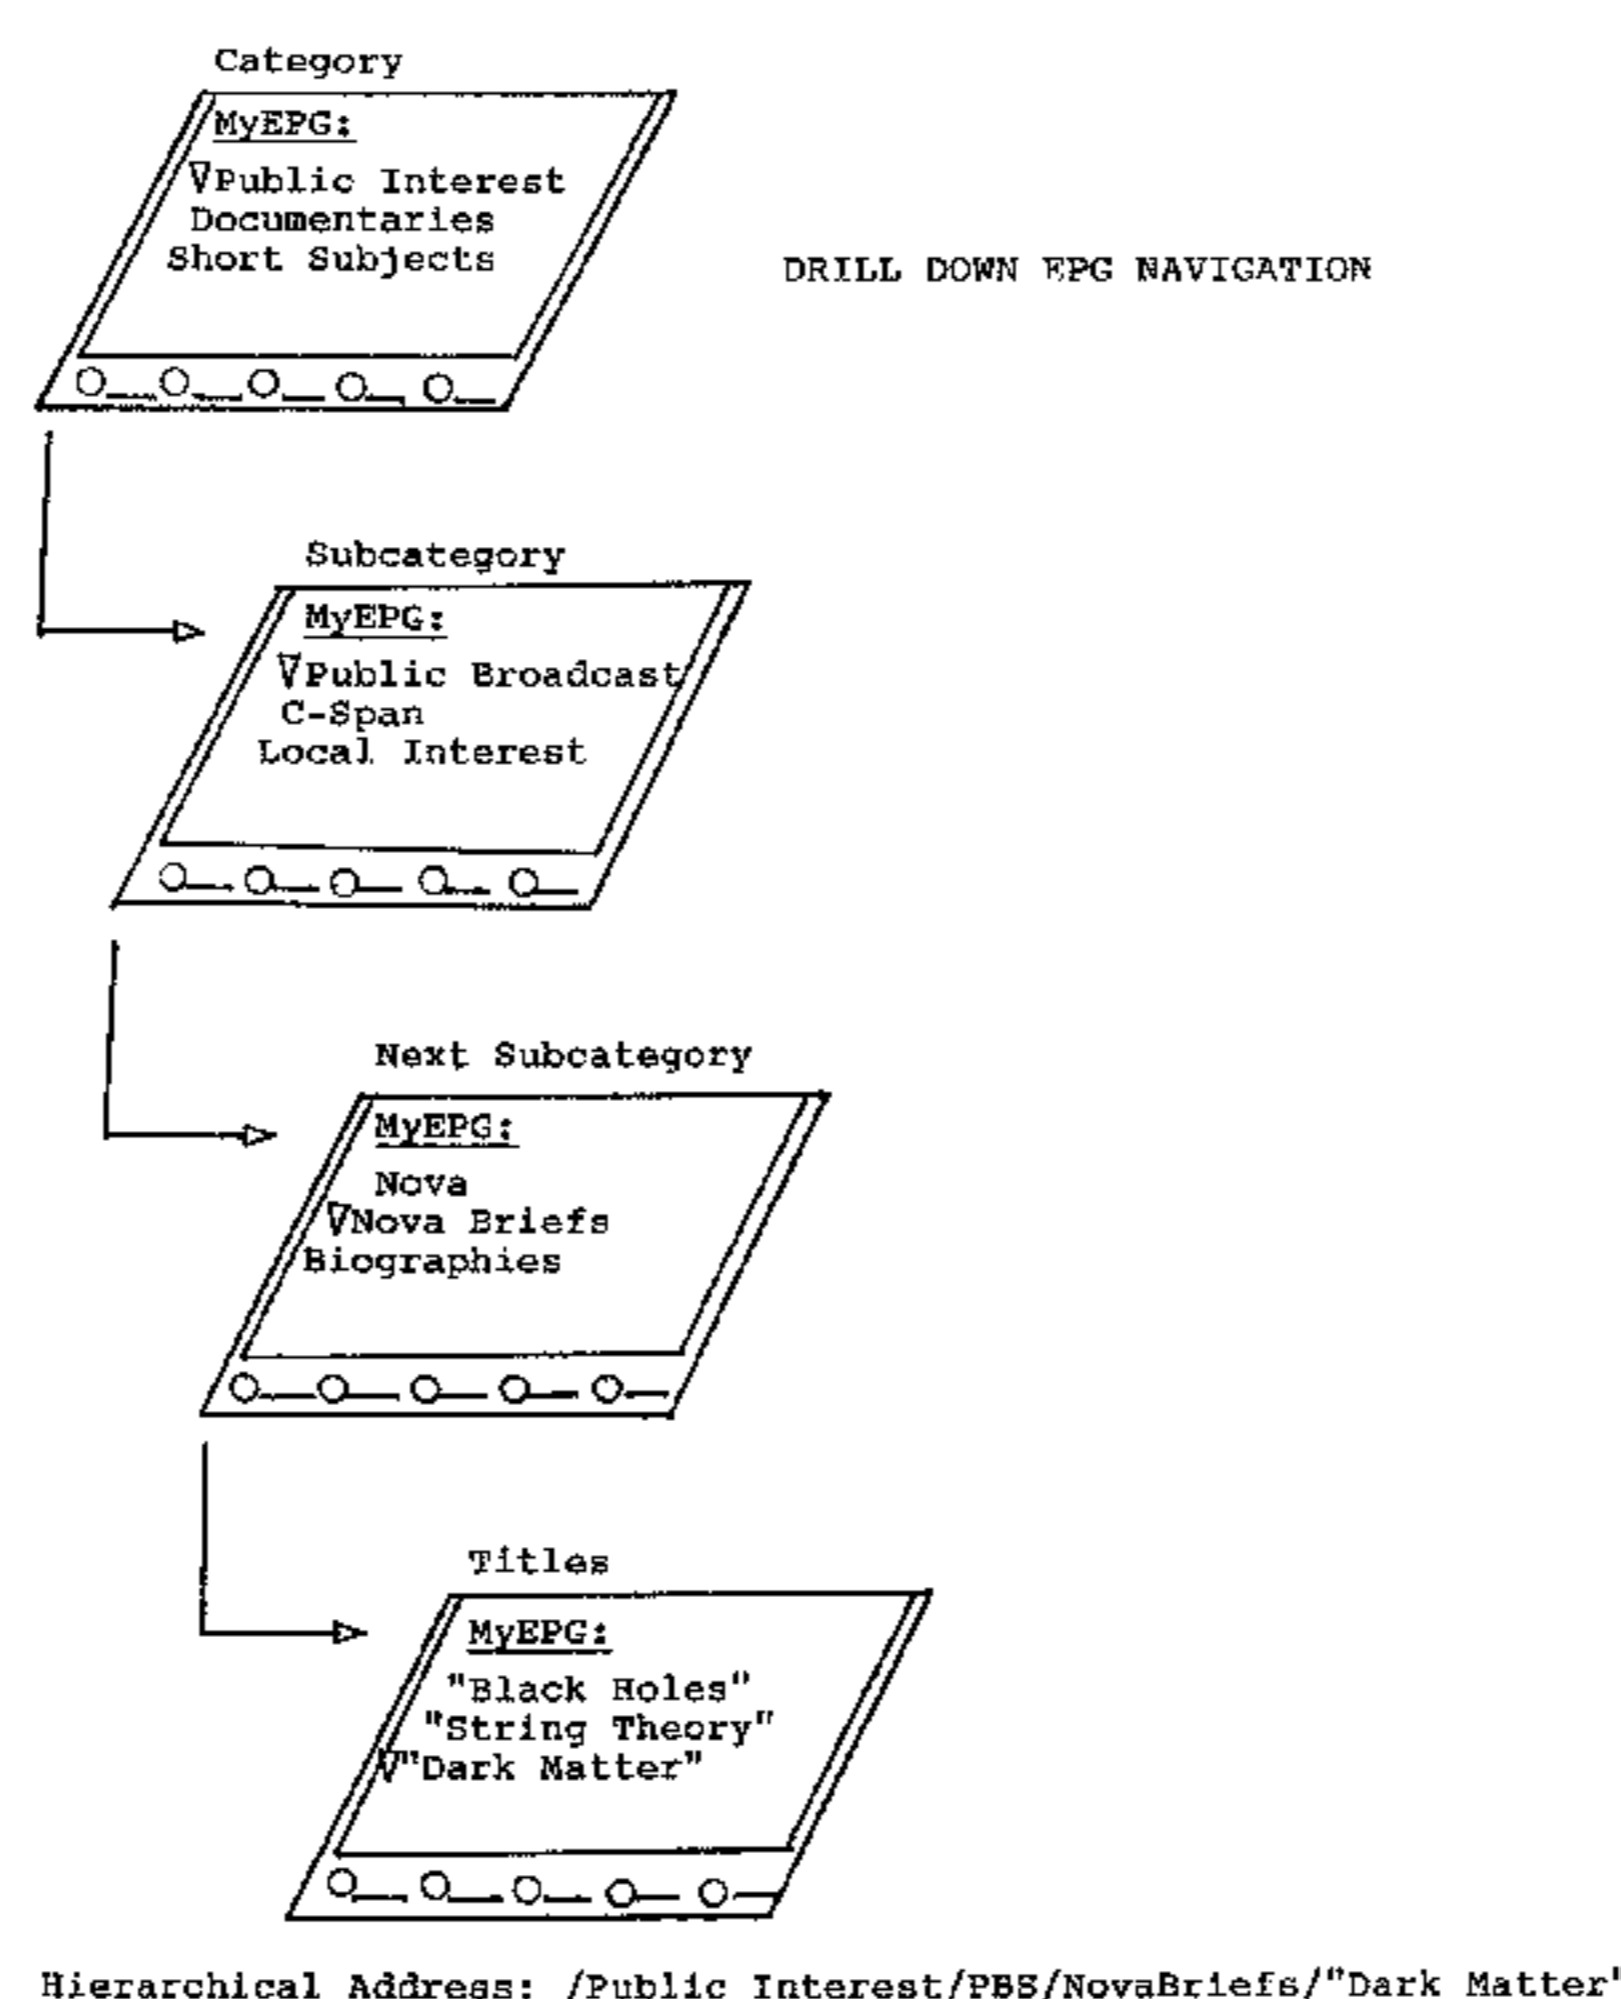 Category
MyEPG:
∇Public Interest
Documentaries
Short Subjects
DRILL DOWN EPG NAVIGATION
Subcategory
MyEPG:
∇Public Broadcast
C-Span
Local Interest
Next Subcategory
MyEPG:
Nova
∇Nova Briefs
Biographies
Titles
MyEPG:
"Black Holes"
"String Theory"
∇"Dark Matter"
Hierarchical Address: /Public Interest/PBS/NovaBriefs/"Dark Matter"